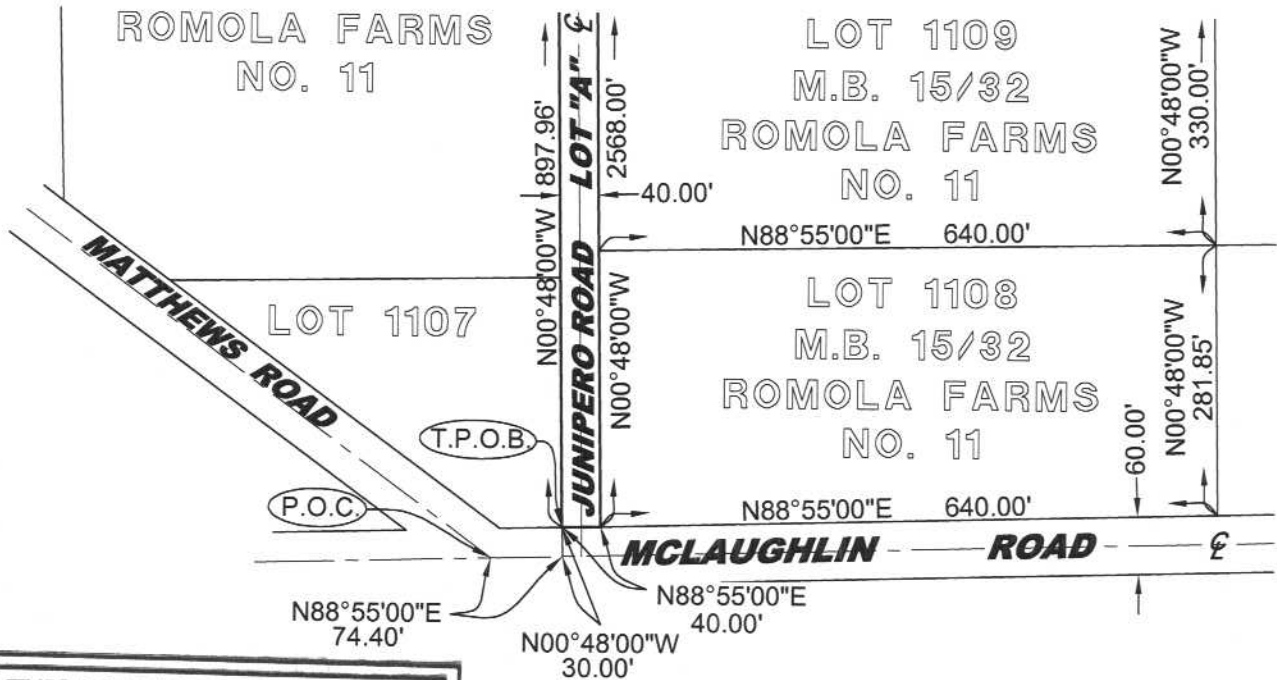 ROMOLA FARMS
NO. 11
N00°48'00"W 897.96'
JUNIPERO ROAD LOT "A" ℄
2568.00'
40.00'
N00°48'00"W
LOT 1109
M.B. 15/32
ROMOLA FARMS
NO. 11
N00°48'00"W
330.00'
N88°55'00"E 640.00'
MATTHEWS ROAD
LOT 1107
LOT 1108
M.B. 15/32
ROMOLA FARMS
NO. 11
N00°48'00"W
281.85'
60.00'
T.P.O.B.
P.O.C.
N88°55'00"E 640.00'
MCLAUGHLIN ROAD ℄
N88°55'00"E
74.40'
N00°48'00"W
30.00'
N88°55'00"E
40.00'